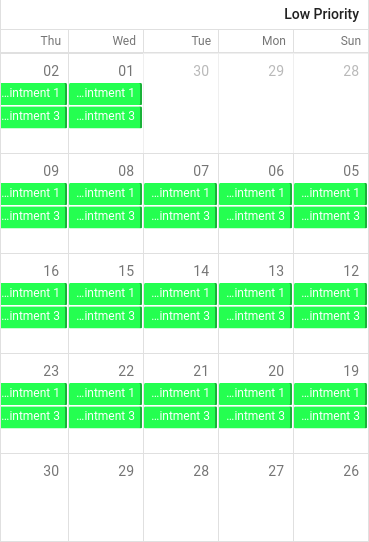 Low Priority
Thu Wed Tue Mon Sun
02 01 30 29 28
...intment 1 ...intment 1
...intment 3 ...intment 3
09 08 07 06 05
...intment 1 ...intment 1 ...intment 1 ...intment 1 ...intment 1
...intment 3 ...intment 3 ...intment 3 ...intment 3 ...intment 3
16 15 14 13 12
...intment 1 ...intment 1 ...intment 1 ...intment 1 ...intment 1
...intment 3 ...intment 3 ...intment 3 ...intment 3 ...intment 3
23 22 21 20 19
...intment 1 ...intment 1 ...intment 1 ...intment 1 ...intment 1
...intment 3 ...intment 3 ...intment 3 ...intment 3 ...intment 3
30 29 28 27 26